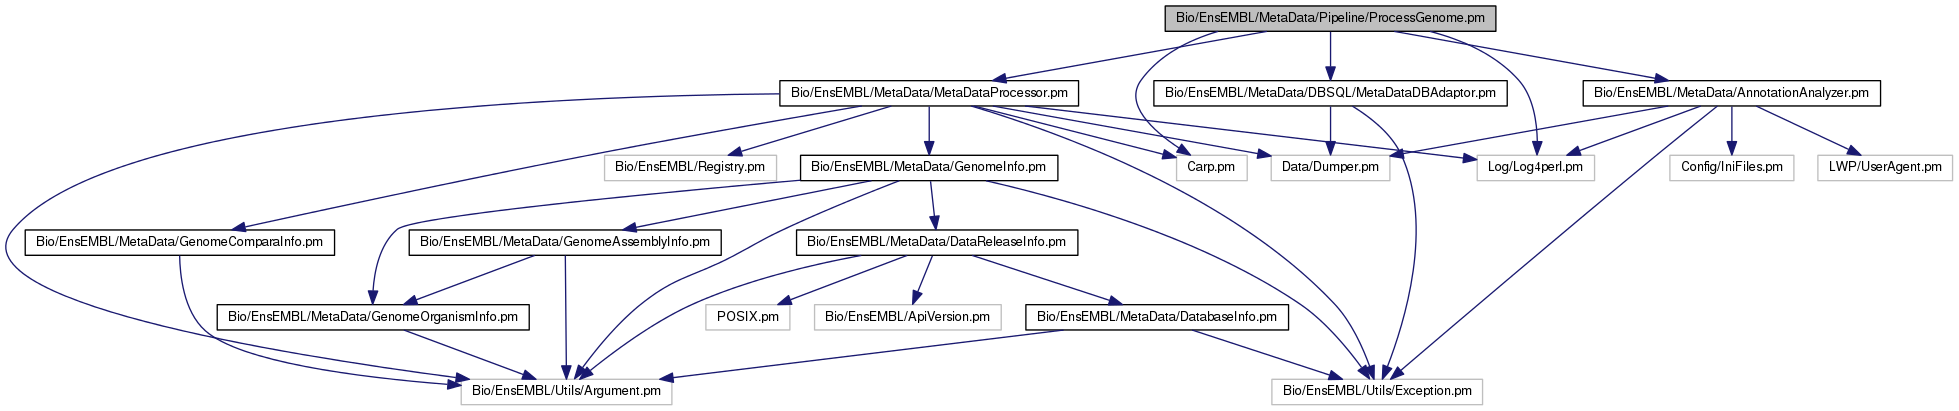 Bio/EnsEMBL/MetaData/Pipeline/ProcessGenome.pm
Bio/EnsEMBL/MetaData/MetaDataProcessor.pm
Bio/EnsEMBL/MetaData/DBSQL/MetaDataDBAdaptor.pm
Bio/EnsEMBL/MetaData/AnnotationAnalyzer.pm
Bio/EnsEMBL/Registry.pm
Bio/EnsEMBL/MetaData/GenomeInfo.pm
Carp.pm
Data/Dumper.pm
Log/Log4perl.pm
Config/IniFiles.pm
LWP/UserAgent.pm
Bio/EnsEMBL/MetaData/GenomeComparaInfo.pm
Bio/EnsEMBL/MetaData/GenomeAssemblyInfo.pm
Bio/EnsEMBL/MetaData/DataReleaseInfo.pm
Bio/EnsEMBL/MetaData/GenomeOrganismInfo.pm
POSIX.pm
Bio/EnsEMBL/ApiVersion.pm
Bio/EnsEMBL/MetaData/DatabaseInfo.pm
Bio/EnsEMBL/Utils/Argument.pm
Bio/EnsEMBL/Utils/Exception.pm